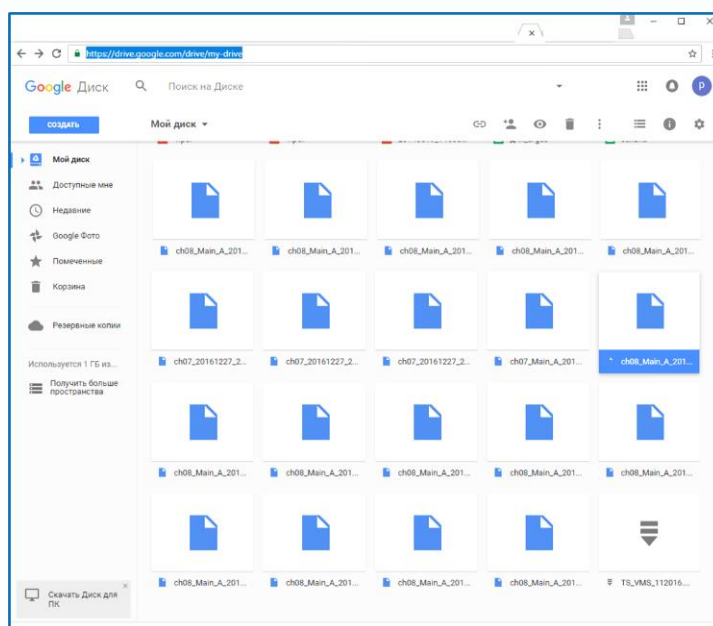 https://drive.google.com/drive/my-drive
Google Диск
Поиск на Диске
P
СОЗДАТЬ
Мой диск
Мой диск
Доступные мне
Недавние
Google Фото
Помеченные
Корзина
Резервные копии
Используется 1 ГБ из...
Получить больше
пространства
ch08_Main_A_201... ch08_Main_A_201... ch08_Main_A_201... ch08_Main_A_201... ch08_Main_A_201...
ch07_20161227_2... ch07_20161227_2... ch07_20161227_2... ch07_Main_A_201... ch08_Main_A_201...
ch08_Main_A_201... ch08_Main_A_201... ch08_Main_A_201... ch08_Main_A_201... ch08_Main_A_201...
ch08_Main_A_201... ch08_Main_A_201... ch08_Main_A_201... ch08_Main_A_201... TS_VMS_112016...
Скачать Диск для
ПК